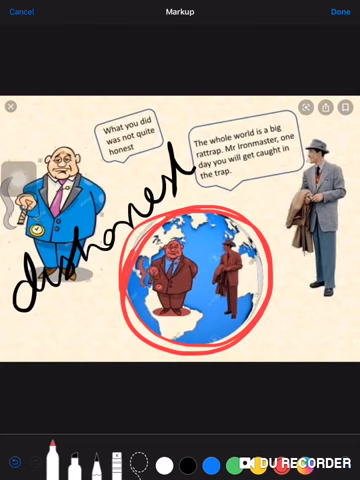 Cancel
Markup
Done
What you did
was not quite
honest
The whole world is a big
rattrap. Mr Ironmaster, one
day you will get caught in
the trap.
dishonest
DU RECORDER